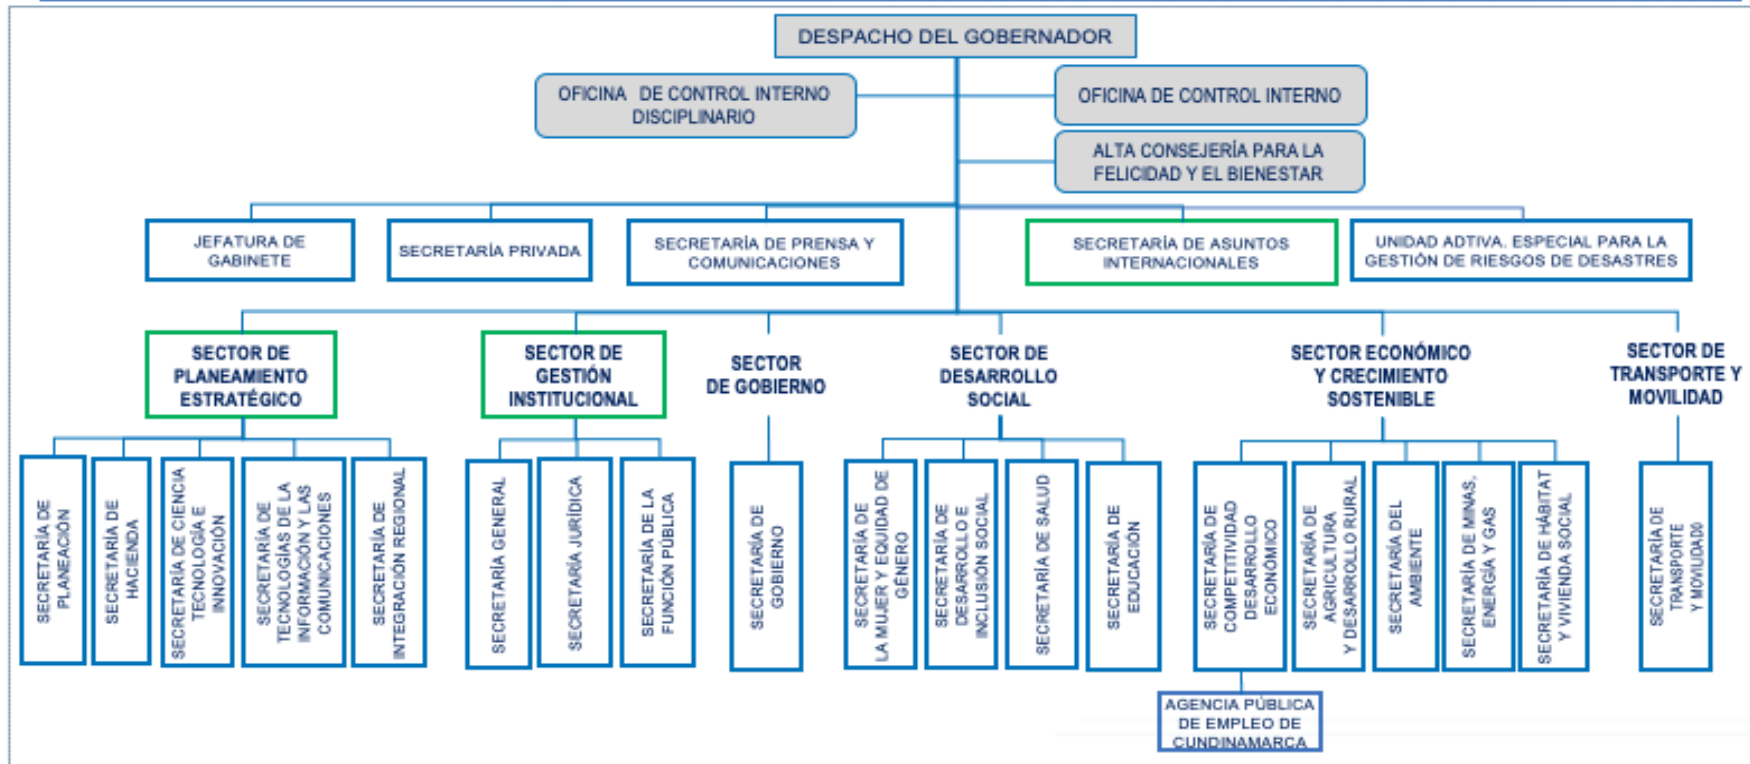 DESPACHO DEL GOBERNADOR
OFICINA DE CONTROL INTERNO
DISCIPLINARIO
OFICINA DE CONTROL INTERNO
ALTA CONSEJERÍA PARA LA
FELICIDAD Y EL BIENESTAR
JEFATURA DE
GABINETE
SECRETARÍA PRIVADA
SECRETARÍA DE PRENSA Y
COMUNICACIONES
SECRETARÍA DE ASUNTOS
INTERNACIONALES
UNIDAD ADTIVA. ESPECIAL PARA LA
GESTIÓN DE RIESGOS DE DESASTRES
SECTOR DE
PLANEAMIENTO
ESTRATÉGICO
SECTOR DE
GESTIÓN
INSTITUCIONAL
SECTOR
DE GOBIERNO
SECTOR DE
DESARROLLO
SOCIAL
SECTOR ECONÓMICO
Y CRECIMIENTO
SOSTENIBLE
SECTOR DE
TRANSPORTE Y
MOVILIDAD
SECRETARÍA DE
PLANEACIÓN
SECRETARÍA DE
HACIENDA
SECRETARÍA DE CIENCIA
TECNOLOGÍA E
INNOVACIÓN
SECRETARÍA DE
TECNOLOGÍAS DE LA
INFORMACIÓN Y LAS
COMUNICACIONES
SECRETARÍA DE
INTEGRACIÓN REGIONAL
SECRETARÍA GENERAL
SECRETARÍA JURÍDICA
SECRETARÍA DE LA
FUNCIÓN PÚBLICA
SECRETARÍA DE
GOBIERNO
SECRETARÍA DE
LA MUJER Y EQUIDAD DE
GÉNERO
SECRETARÍA DE
DESARROLLO E
INCLUSIÓN SOCIAL
SECRETARÍA DE SALUD
SECRETARÍA DE
EDUCACIÓN
SECRETARÍA DE
COMPETITIVIDAD
DESARROLLO
ECONÓMICO
SECRETARÍA DE
AGRICULTURA
Y DESARROLLO RURAL
SECRETARÍA DEL
AMBIENTE
SECRETARÍA DE MINAS,
ENERGÍA Y GAS
SECRETARÍA DE HÁBITAT
Y VIVIENDA SOCIAL
SECRETARÍA DE
TRANSPORTE
Y MOVILIDAD0
AGENCIA PÚBLICA
DE EMPLEO DE
CUNDINAMARCA